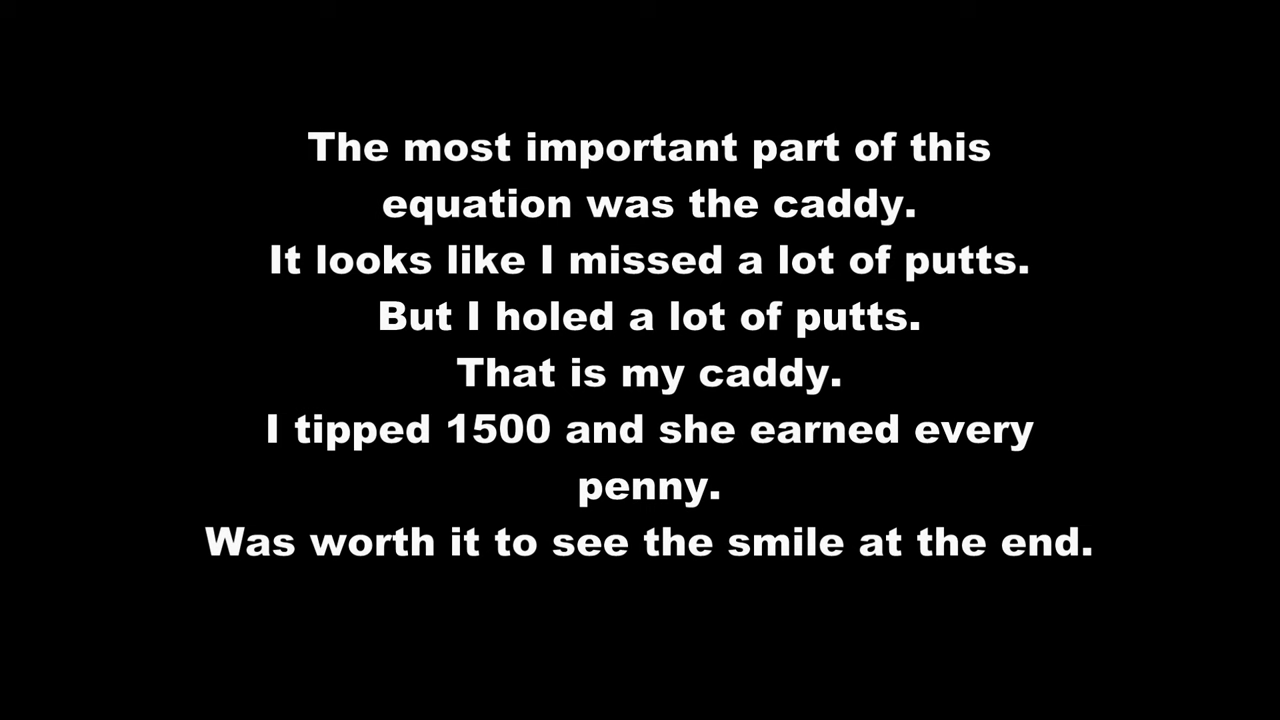 The most important part of this
equation was the caddy.
It looks like I missed a lot of putts.
But I holed a lot of putts.
That is my caddy.
I tipped 1500 and she earned every
penny.
Was worth it to see the smile at the end.